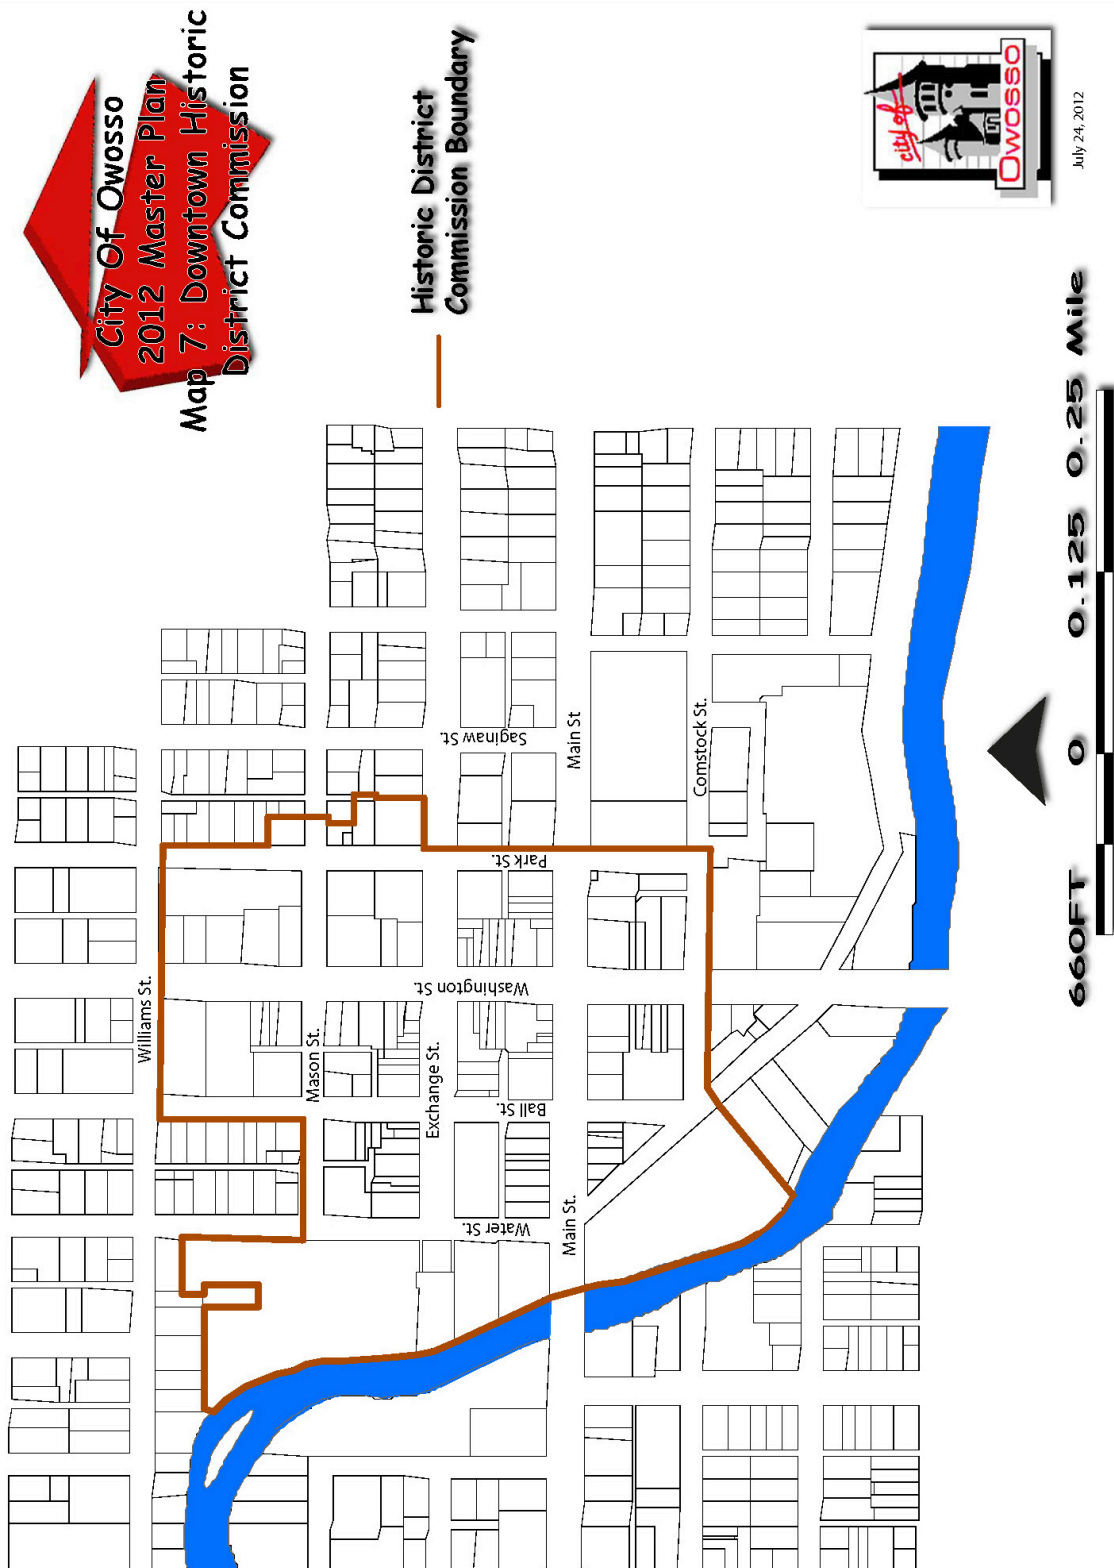 City Of Owosso
2012 Master Plan
Map 7: Downtown Historic
District Commission
Historic District
Commission Boundary
city of
Owosso
July 24, 2012
Williams St.
Mason St.
Exchange St.
Main St
Main St.
Comstock St.
Saginaw St.
Park St.
Washington St.
Ball St.
Water St.
660FT 0 0.125 0.25 Mile